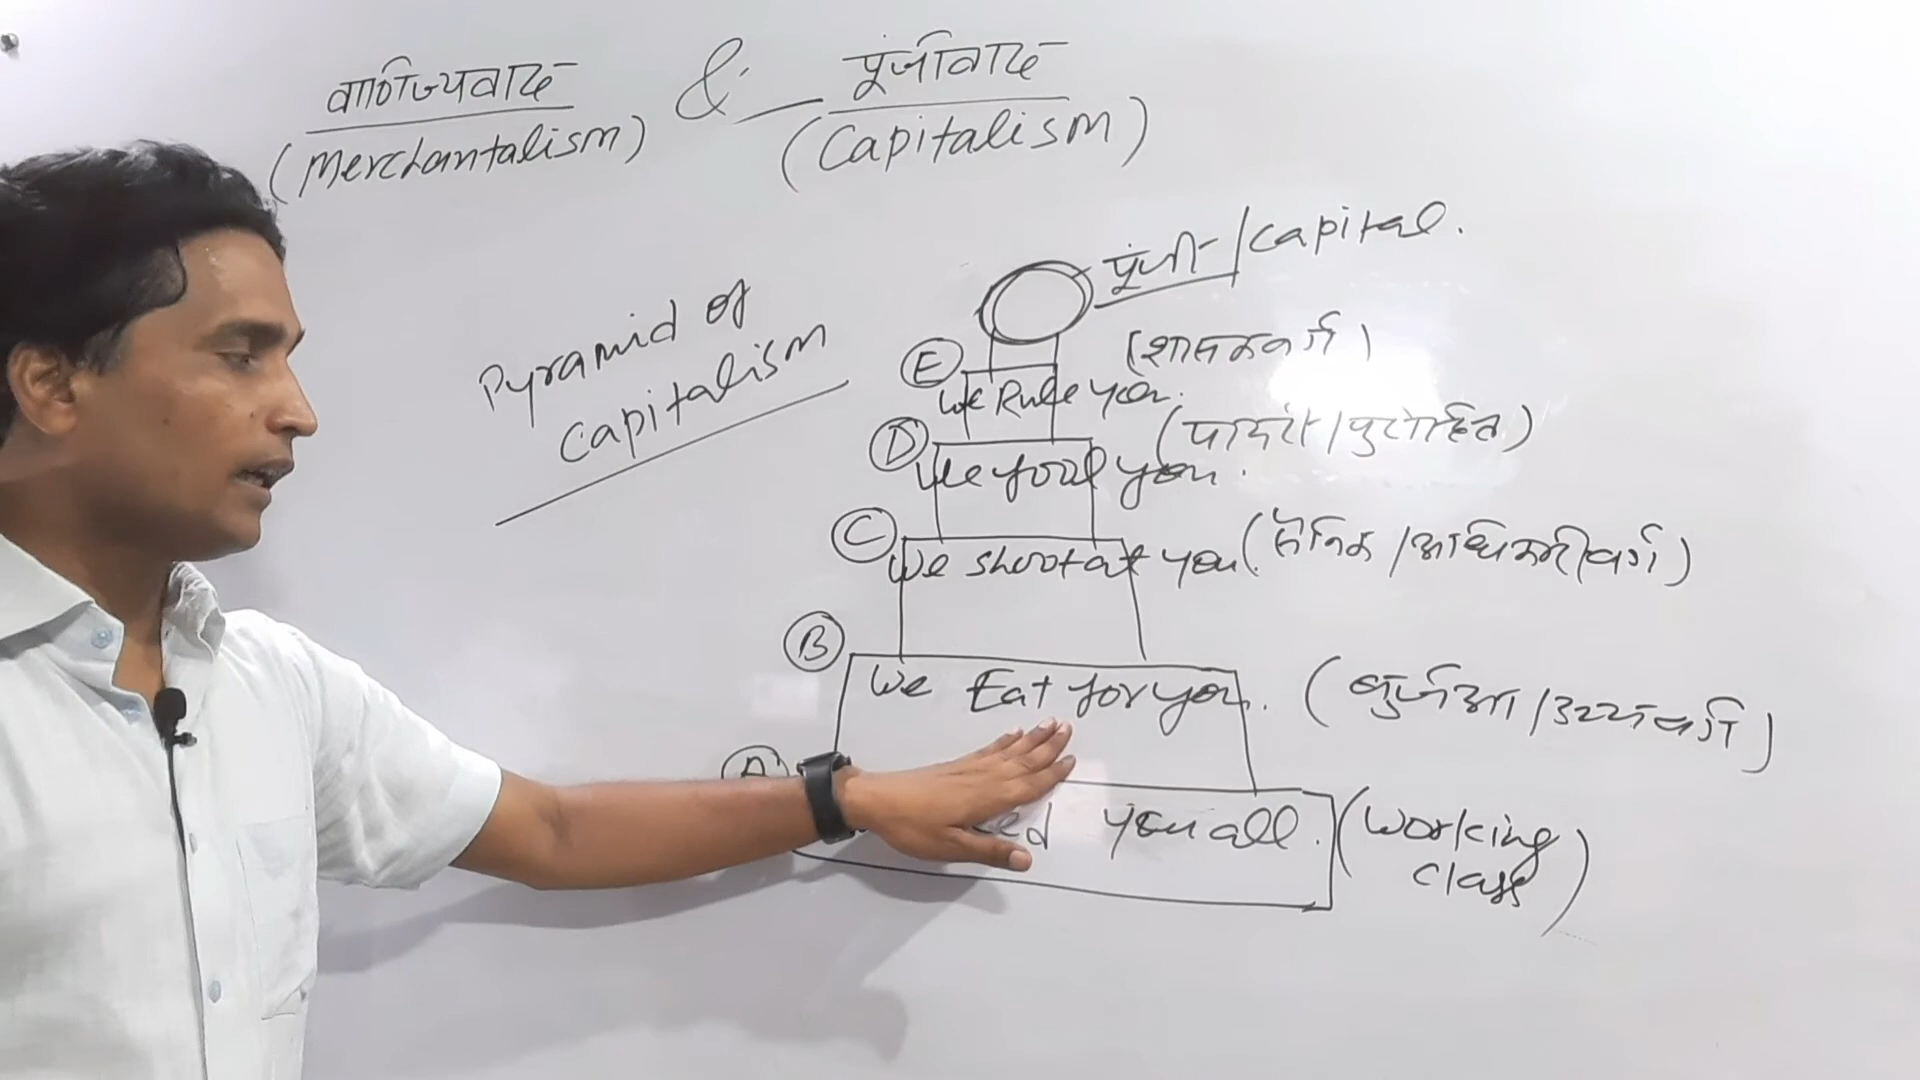 वाणिज्यवाद & पूंजीवाद
(Merchantalism) (Capitalism)
Pyramid of
Capitalism
पूंजी / Capital.
E (शासकवर्ग)
We Rule you.
D (पादरी/पुरोहित)
We fool you.
C
We shoot at you. (सैनिक/अधिकारीवर्ग)
B
We Eat for you. (बुर्जुआ/उच्चवर्ग)
A
you all. (Working
Class)